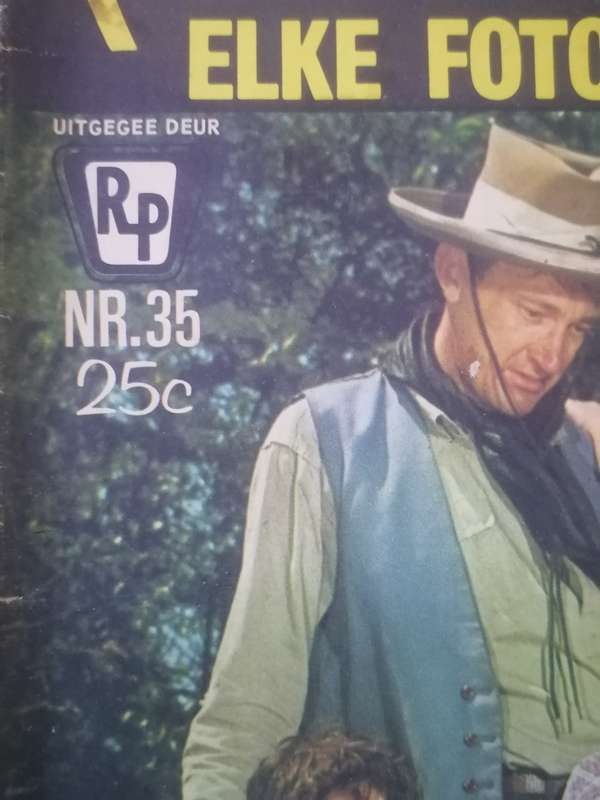 ELKE FOTO
UITGEGEE DEUR
RP
NR.35
25c